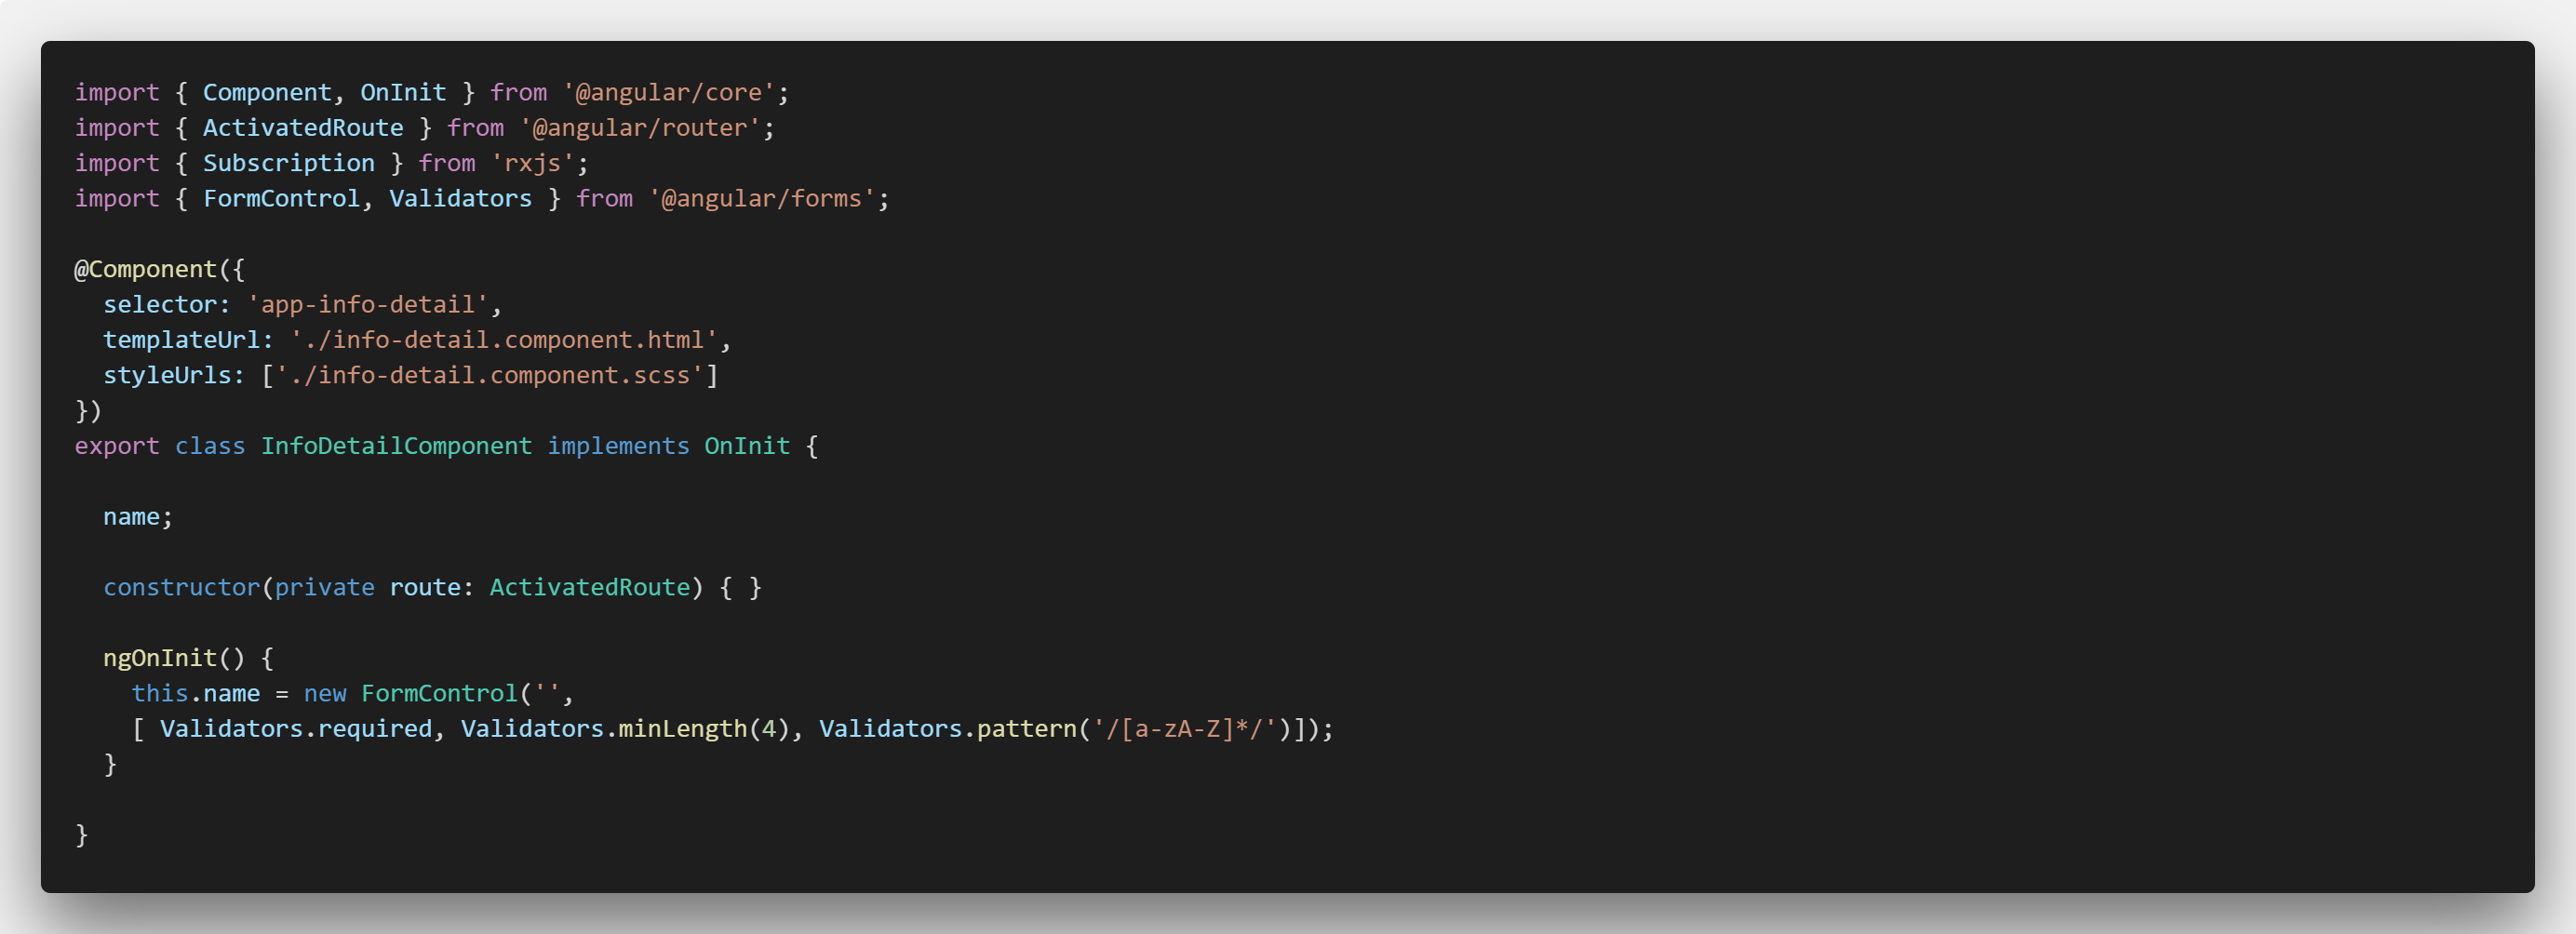 import { Component, OnInit } from '@angular/core';
import { ActivatedRoute } from '@angular/router';
import { Subscription } from 'rxjs';
import { FormControl, Validators } from '@angular/forms';

@Component({
  selector: 'app-info-detail',
  templateUrl: './info-detail.component.html',
  styleUrls: ['./info-detail.component.scss']
})
export class InfoDetailComponent implements OnInit {

  name;

  constructor(private route: ActivatedRoute) { }

  ngOnInit() {
    this.name = new FormControl('',
    [ Validators.required, Validators.minLength(4), Validators.pattern('/[a-zA-Z]*/')]);
  }

}